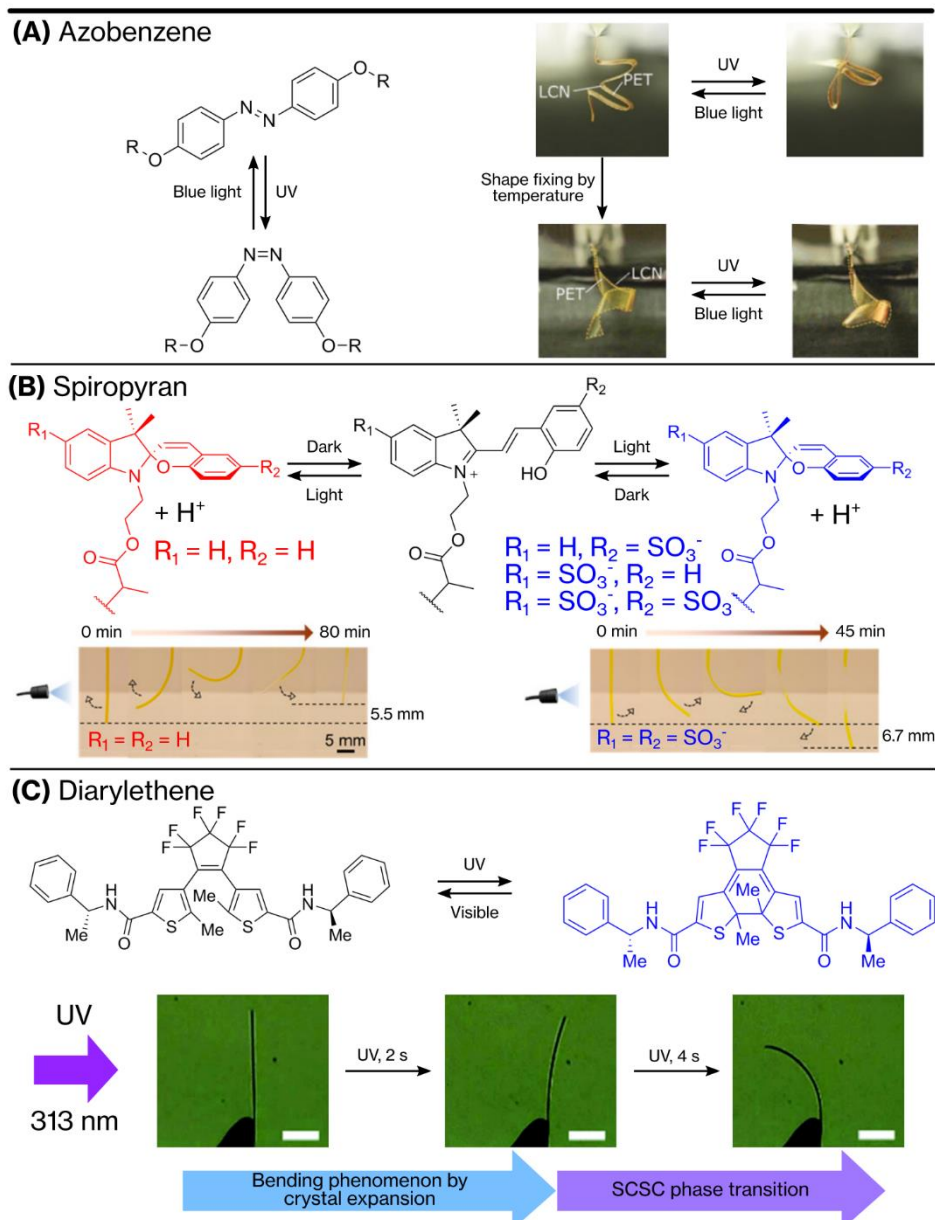 (A) Azobenzene
O
R
N
N
R
O
Blue light
UV
N=N
R-O
O-R
LCN
PET
UV
Blue light
Shape fixing by
temperature
PET
LCN
UV
Blue light
(B) Spiropyran
R1
N
O
R2
+ H+
O
O
R1 = H, R2 = H
Dark
Light
R1
N
+
HO
R2
O
O
Light
Dark
R1
N
O
R2
+ H+
O
O
R1 = H, R2 = SO3-
R1 = SO3-, R2 = H
R1 = SO3-, R2 = SO3
0 min
80 min
5.5 mm
R1 = R2 = H
5 mm
0 min
45 min
R1 = R2 = SO3-
6.7 mm
(C) Diarylethene
F F
F F
F F
NH
Me
O
S
Me
Me
S
O
HN
Me
UV
Visible
F F
F F
F F
NH
Me
O
S
Me
Me
S
O
HN
Me
UV
313 nm
UV, 2 s
UV, 4 s
Bending phenomenon by
crystal expansion
SCSC phase transition